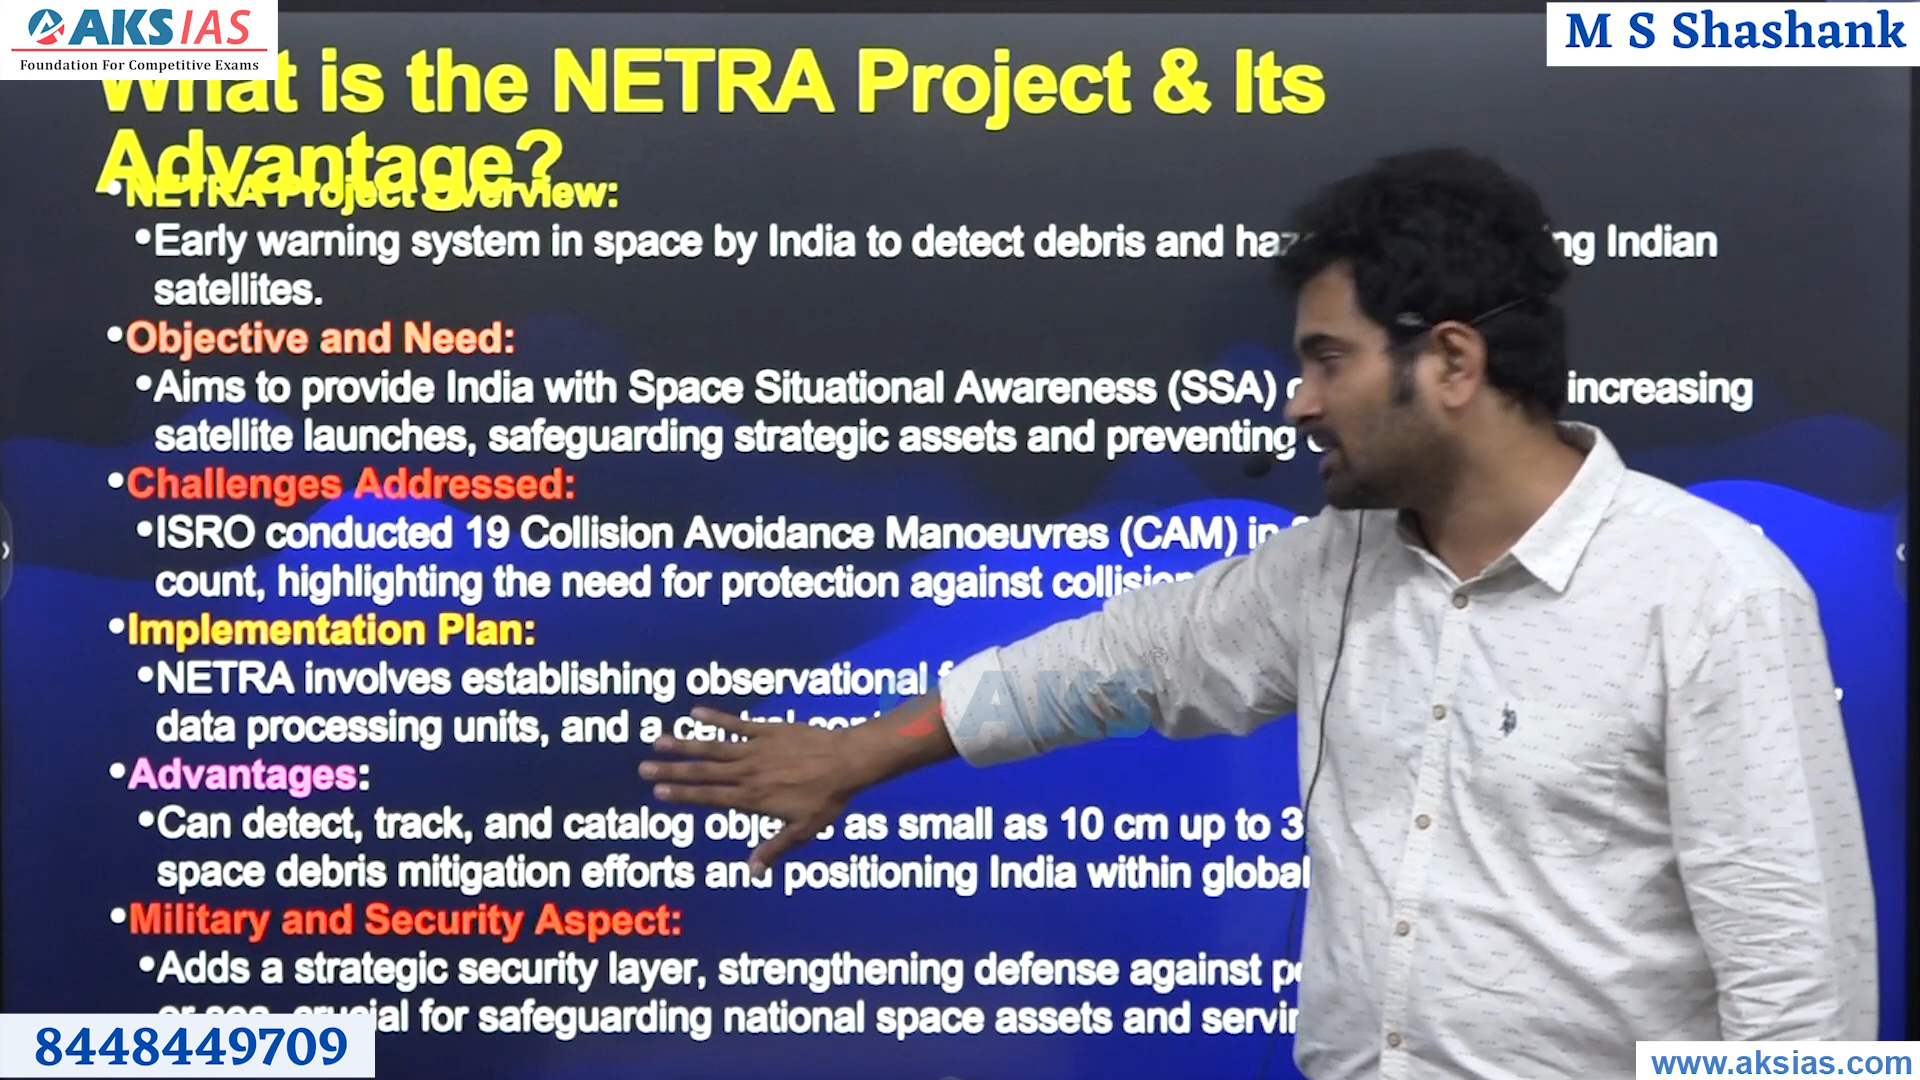 AKS IAS
Foundation For Competitive Exams
M S Shashank
What is the NETRA Project & Its
Advantage?
•NETRA Project Overview:
•Early warning system in space by India to detect debris and Indian
satellites.
•Objective and Need:
•Aims to provide India with Space Situational Awareness (SSA) increasing
satellite launches, safeguarding strategic assets and preventing
•Challenges Addressed:
•ISRO conducted 19 Collision Avoidance Manoeuvres (CAM) in
count, highlighting the need for protection against
•Implementation Plan:
•NETRA involves establishing observational
data processing units, and a
AKS
•Advantages:
•Can detect, track, and catalog as small as 10 cm up to
space debris mitigation efforts and positioning India within global
•Military and Security Aspect:
•Adds a strategic security layer, strengthening defense against
for safeguarding national space assets and
8448449709
www.aksias.com